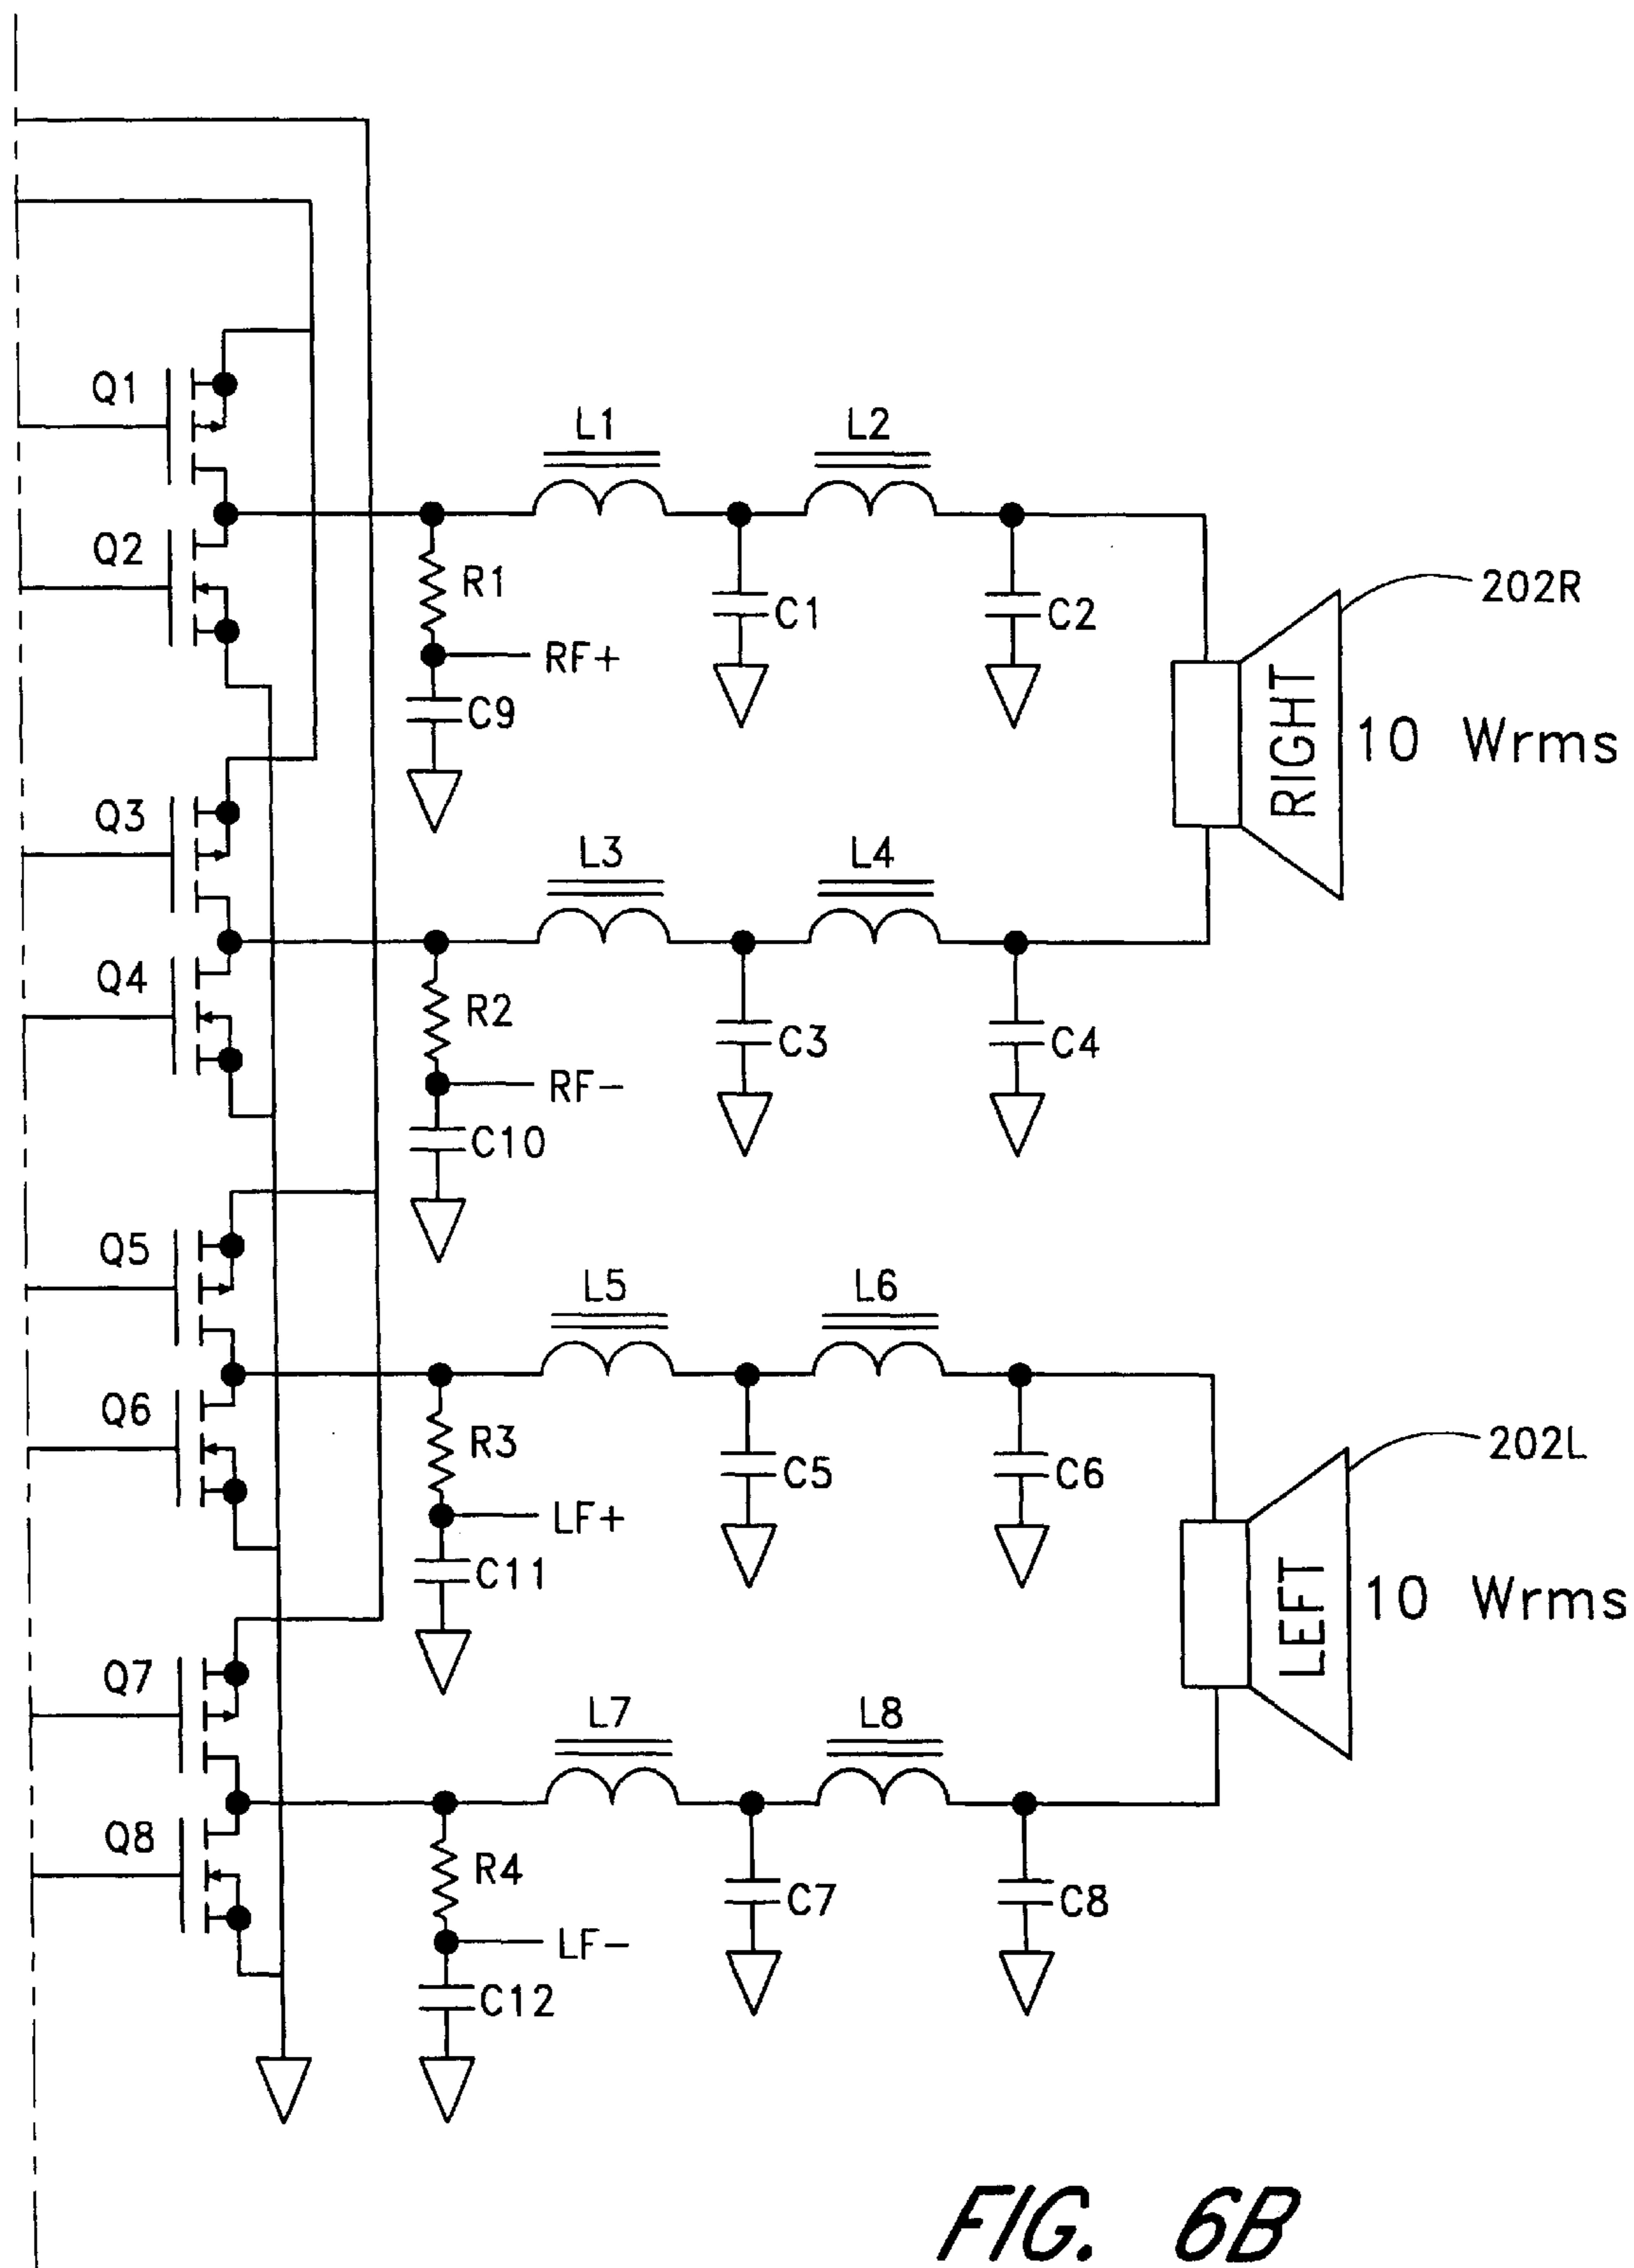 Q1
L1
L2
Q2
R1
C1
C2
202R
RF+
C9
RIGHT
10 Wrms
Q3
L3
L4
Q4
R2
C3
C4
RF-
C10
Q5
L5
L6
Q6
R3
C5
C6
202L
LF+
C11
LEFT
10 Wrms
Q7
L7
L8
Q8
R4
C7
C8
LF-
C12
FIG. 6B